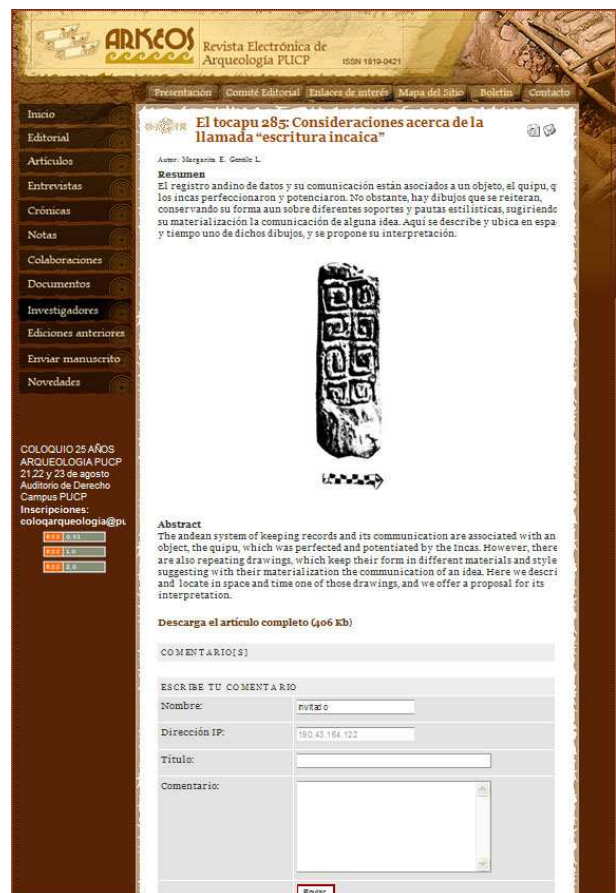 ARKEOS
Revista Electrónica de
Arqueología PUCP
ISSN 1819-0421
Presentación
Comité Editorial
Enlaces de interés
Mapa del Sitio
Boletin
Contacto
Inicio
Editorial
Artículos
Entrevistas
Crónicas
Notas
Colaboraciones
Documentos
Investigadores
Ediciones anteriores
Enviar manuscrito
Novedades
COLOQUIO 25 AÑOS
ARQUEOLOGIA PUCP
21,22 y 23 de agosto
Auditorio de Derecho
Campus PUCP
Inscripciones:
coloqarqueologia@pu
RSS 0.91
RSS 1.0
RSS 2.0
El tocapu 285: Consideraciones acerca de la
llamada “escritura incaica”
Autor: Margarita E. Gentile L.
Resumen
El registro andino de datos y su comunicación están asociados a un objeto, el quipu, q
los incas perfeccionaron y potenciaron. No obstante, hay dibujos que se reiteran,
conservando su forma aun sobre diferentes soportes y pautas estilísticas, sugiriendo
su materialización la comunicación de alguna idea. Aquí se describe y ubica en espa
y tiempo uno de dichos dibujos, y se propone su interpretación.
Abstract
The andean system of keeping records and its communication are associated with an
object, the quipu, which was perfected and potentiated by the Incas. However, there
are also repeating drawings, which keep their form in different materials and style
suggesting with their materialization the communication of an idea. Here we descri
and locate in space and time one of those drawings, and we offer a proposal for its
interpretation.
Descarga el artículo completo (406 Kb)
COMENTARIO[S]
ESCRIBE TU COMENTARIO
Nombre:
Invitado
Dirección IP:
190.43.164.122
Título:
Comentario:
Enviar